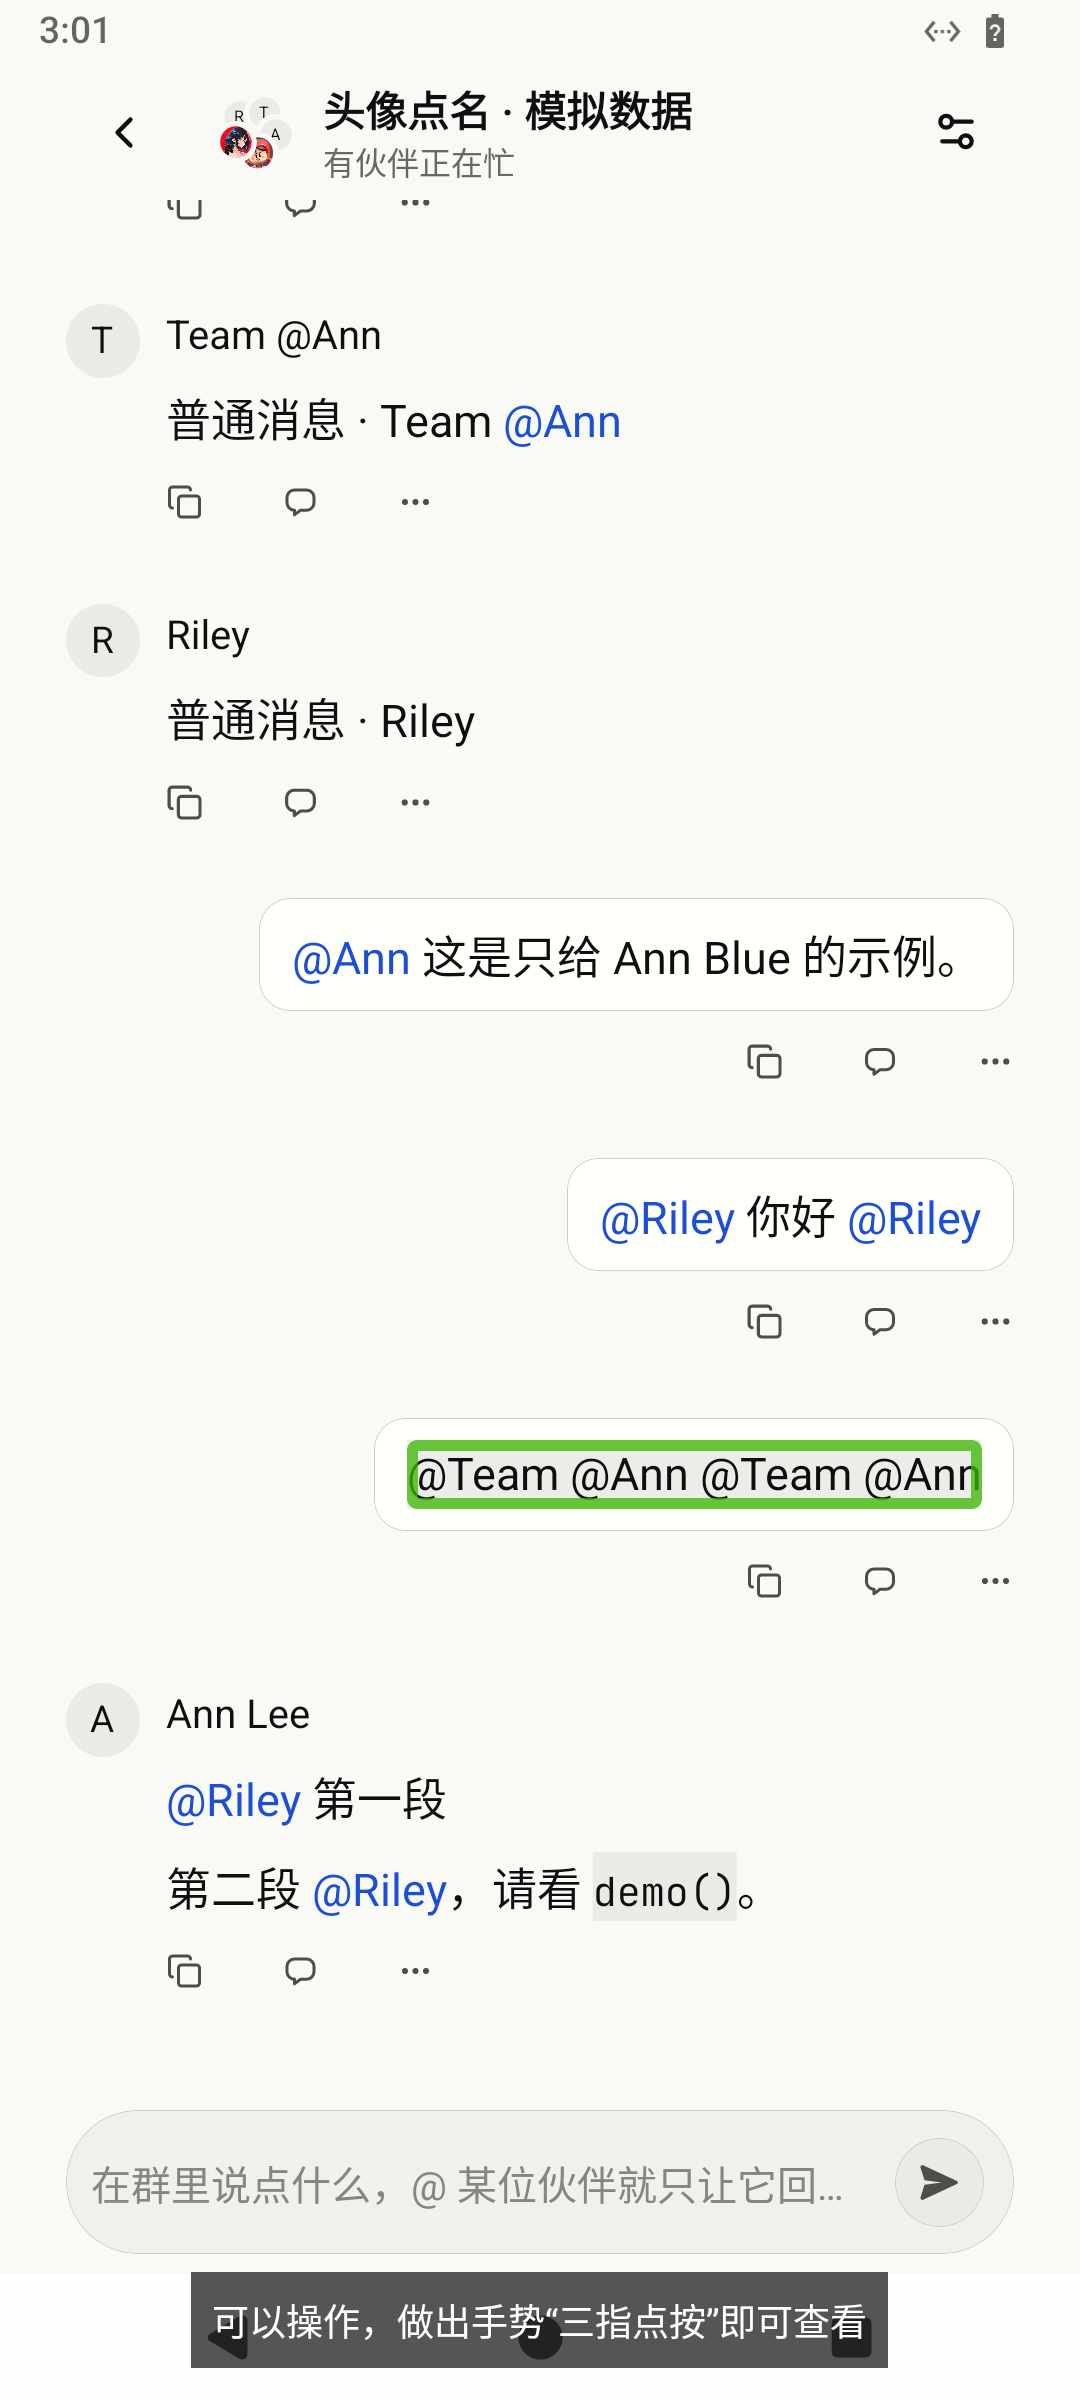 3:01
R T A
头像点名 · 模拟数据
有伙伴正在忙
T
Team @Ann
普通消息 · Team @Ann
R
Riley
普通消息 · Riley
@Ann 这是只给 Ann Blue 的示例。
@Riley 你好 @Riley
@Team @Ann @Team @Ann
A
Ann Lee
@Riley 第一段
第二段 @Riley，请看 demo()。
在群里说点什么，@ 某位伙伴就只让它回...
可以操作，做出手势“三指点按”即可查看